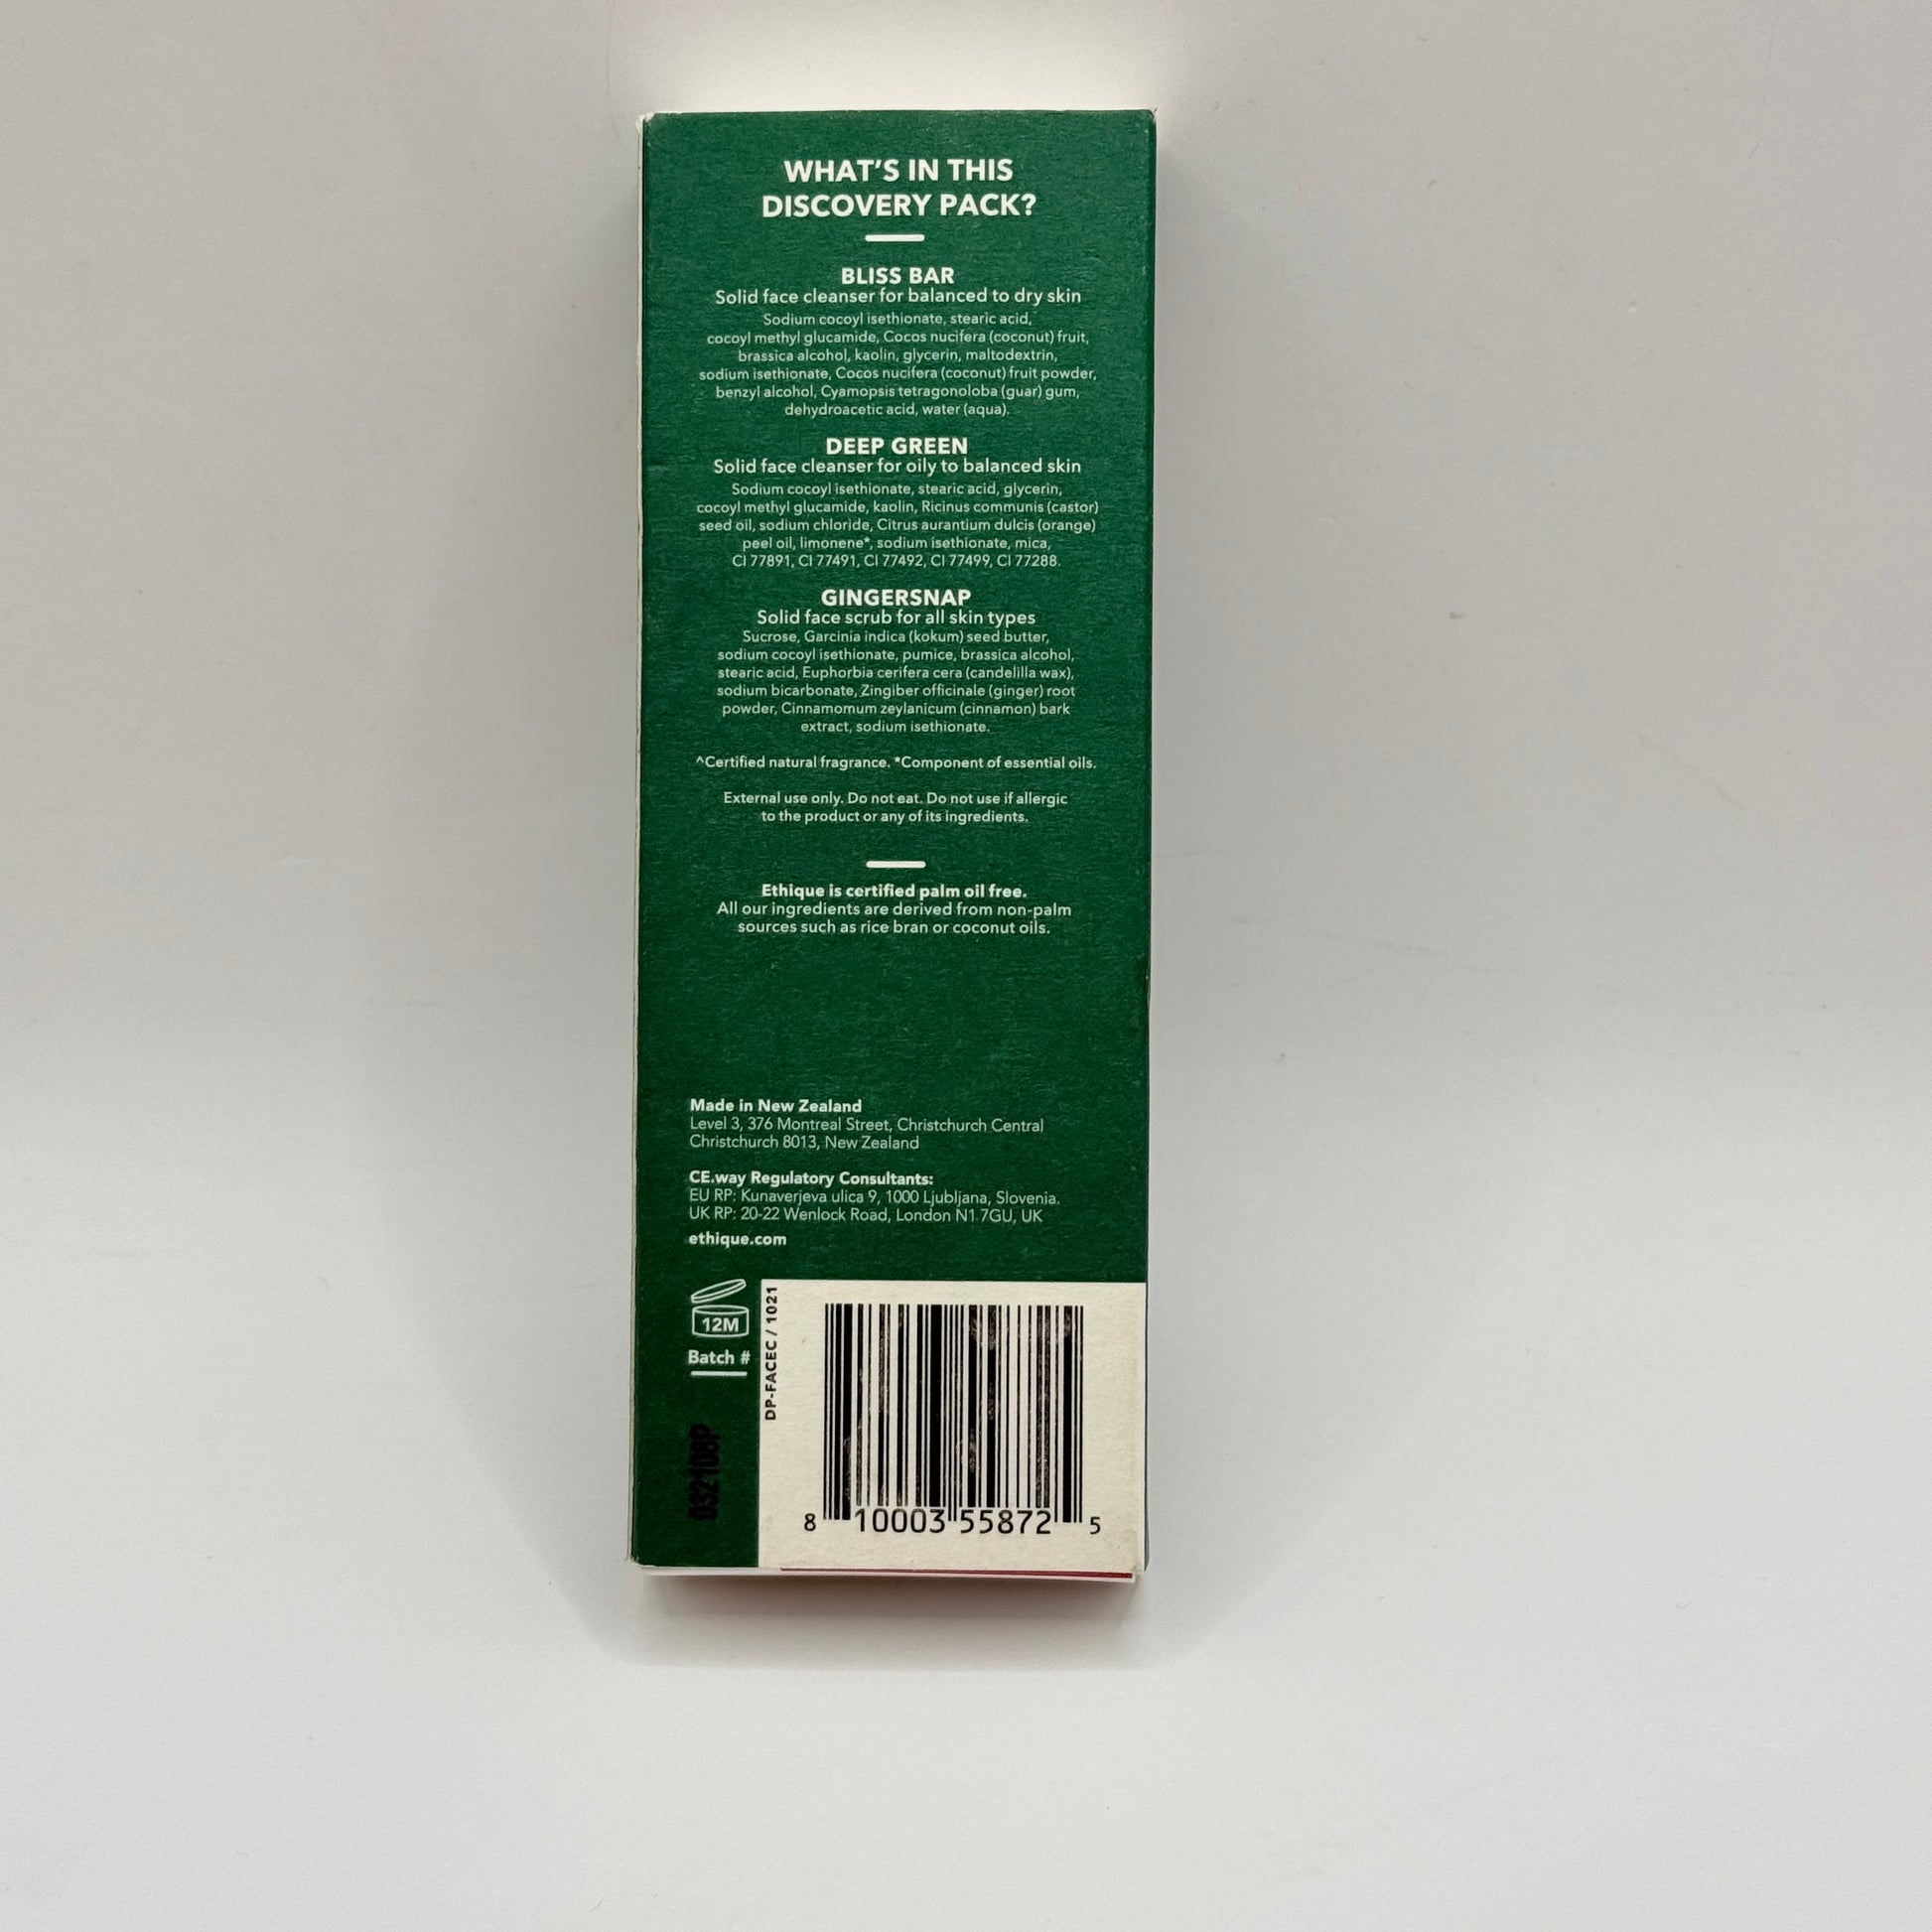 WHAT'S IN THIS
DISCOVERY PACK?
BLISS BAR
Solid face cleanser for balanced to dry skin
Sodium cocoyl isethionate, stearic acid,
cocoyl methyl glucamide, Cocos nucifera (coconut) fruit,
brassica alcohol, kaolin, glycerin, maltodextrin,
sodium isethionate, Cocos nucifera (coconut) fruit powder,
benzyl alcohol, Cyamopsis tetragonoloba (guar) gum,
dehydroacetic acid, water (aqua).
DEEP GREEN
Solid face cleanser for oily to balanced skin
Sodium cocoyl isethionate, stearic acid, glycerin,
cocoyl methyl glucamide, kaolin, Ricinus communis (castor)
seed oil, sodium chloride, Citrus aurantium dulcis (orange)
peel oil, limonene*, sodium isethionate, mica,
CI 77891, CI 77491, CI 77492, CI 77499, CI 77288.
GINGERSNAP
Solid face scrub for all skin types
Sucrose, Garcinia indica (kokum) seed butter,
sodium cocoyl isethionate, pumice, brassica alcohol,
stearic acid, Euphorbia cerifera cera (candelilla wax),
sodium bicarbonate, Zingiber officinale (ginger) root
powder, Cinnamomum zeylanicum (cinnamon) bark
extract, sodium isethionate.
^Certified natural fragrance. *Component of essential oils.
External use only. Do not eat. Do not use if allergic
to the product or any of its ingredients.
Ethique is certified palm oil free.
All our ingredients are derived from non-palm
sources such as rice bran or coconut oils.
Made in New Zealand
Level 3, 376 Montreal Street, Christchurch Central
Christchurch 8013, New Zealand
CE.way Regulatory Consultants:
EU RP: Kunaverjeva ulica 9, 1000 Ljubljana, Slovenia.
UK RP: 20-22 Wenlock Road, London N1 7GU, UK
ethique.com
12M
Batch #
DP-FACEC / 1021
8 10003 55872 5